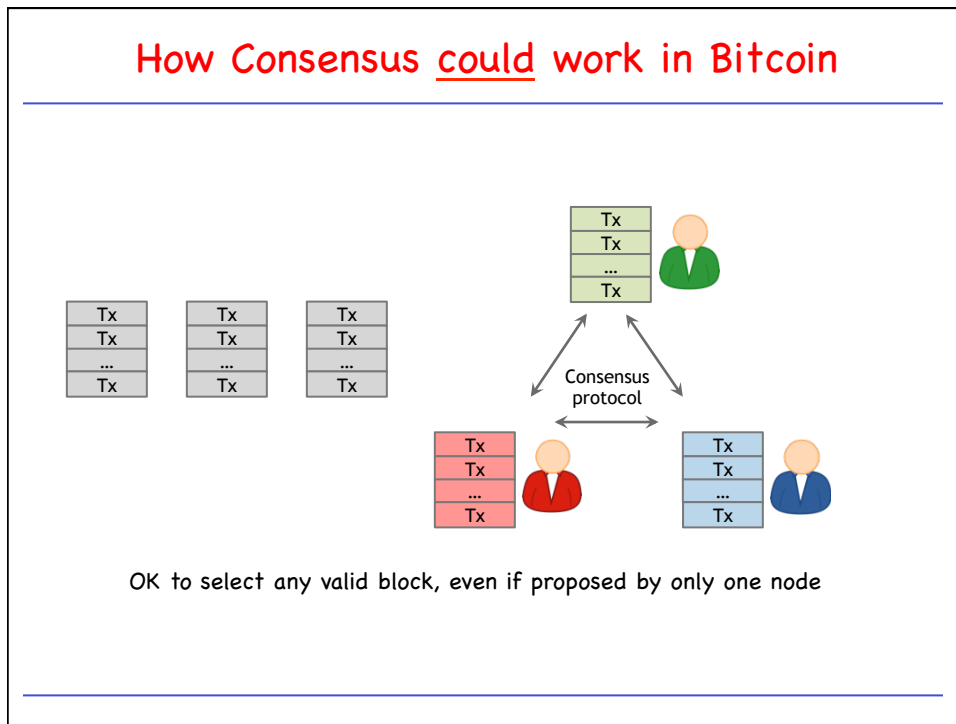 How Consensus could work in Bitcoin
Tx
Tx
...
Tx
Tx
Tx
...
Tx
Tx
Tx
...
Tx
Tx
Tx
...
Tx
Consensus
protocol
Tx
Tx
...
Tx
Tx
Tx
...
Tx
OK to select any valid block, even if proposed by only one node